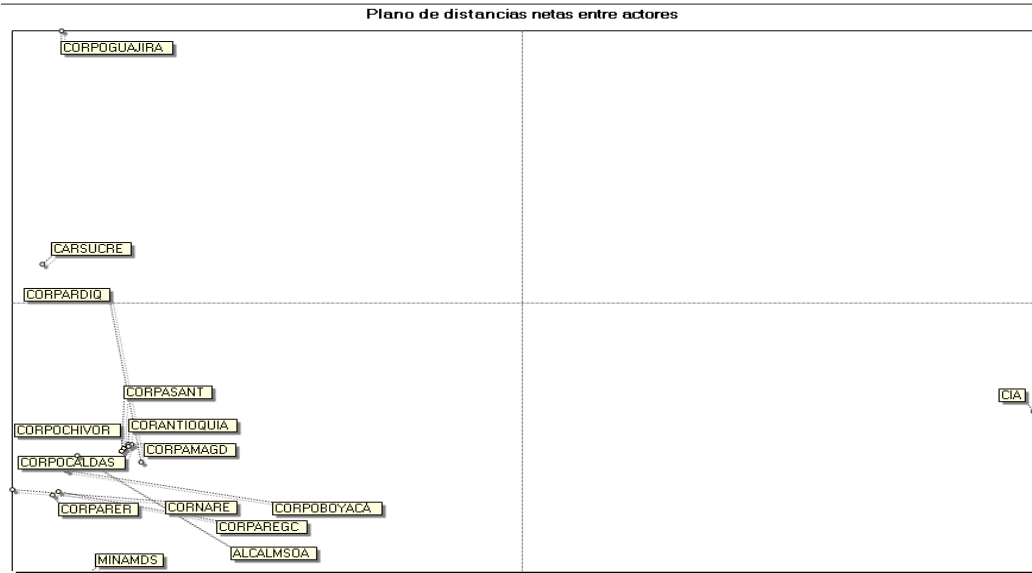 Plano de distancias netas entre actores
CORPOGUAJIRA
CARSUCRE
CORPARDIQ
CORPASANT
CIA
CORANTIOQUIA
CORPOCHIVOR
CORPAMAGD
CORPOCALDAS
CORPARER
CORNARE
CORPOBOYACA
CORPAREGC
ALCALMSOA
MINAMDS